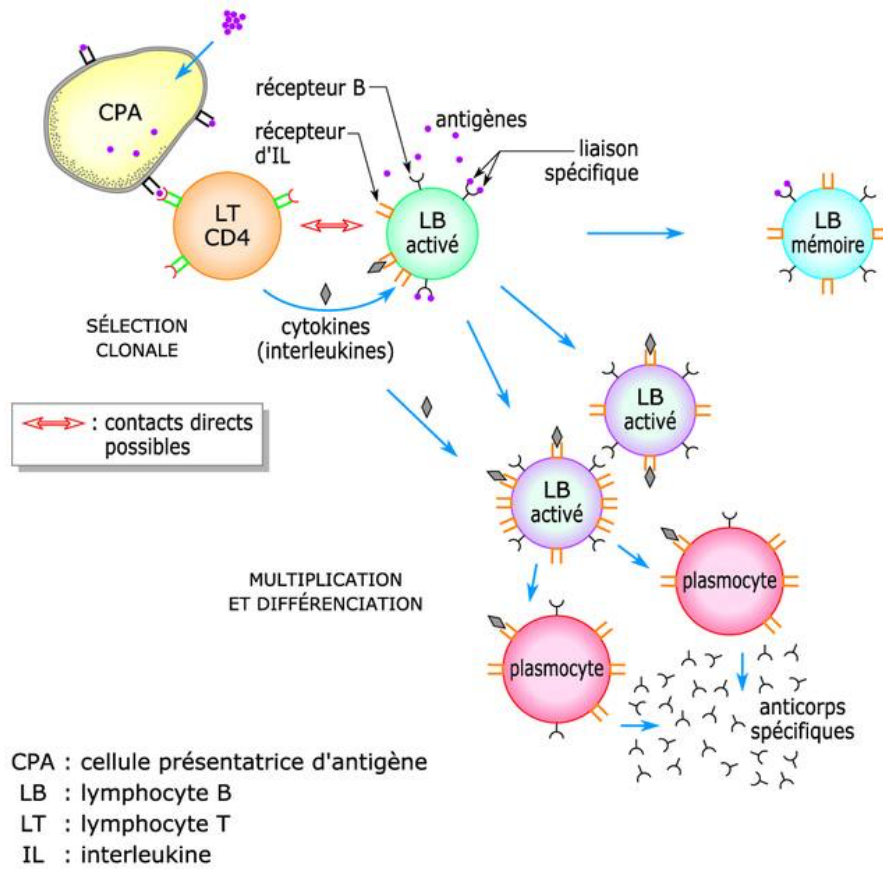 CPA
récepteur B
récepteur
d'IL
antigènes
liaison
spécifique
LT
CD4
LB
activé
LB
mémoire
SÉLECTION
CLONALE
cytokines
(interleukines)
: contacts directs
possibles
LB
activé
LB
activé
MULTIPLICATION
ET DIFFÉRENCIATION
plasmocyte
plasmocyte
anticorps
spécifiques
CPA : cellule présentatrice d'antigène
LB : lymphocyte B
LT : lymphocyte T
IL : interleukine